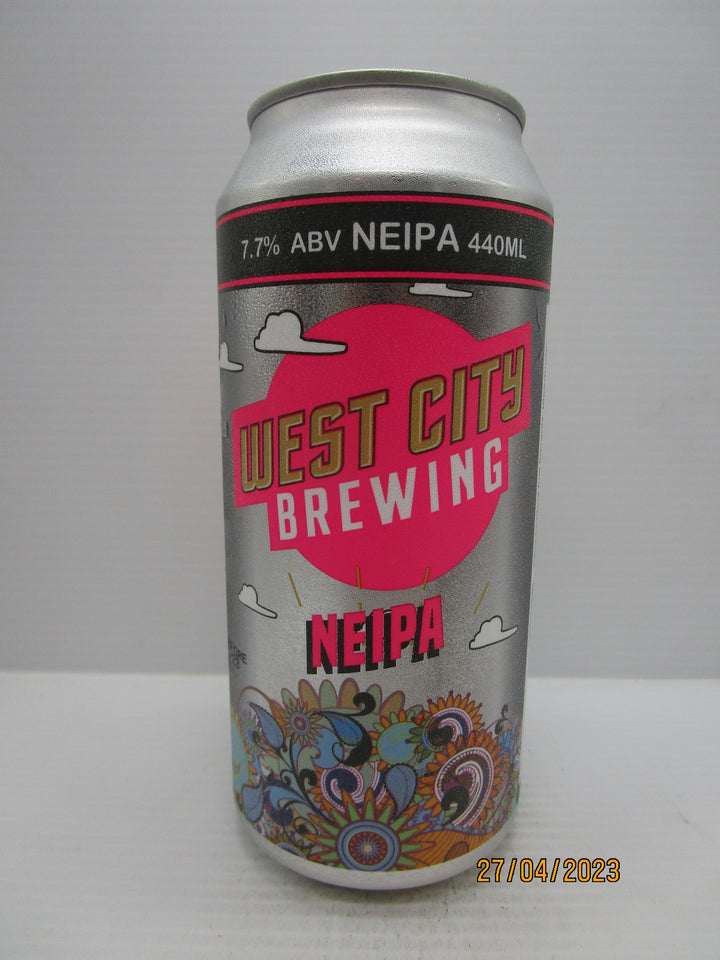 7.7% ABV NEIPA 440ML
WEST CITY
BREWING
NEIPA
27/04/2023